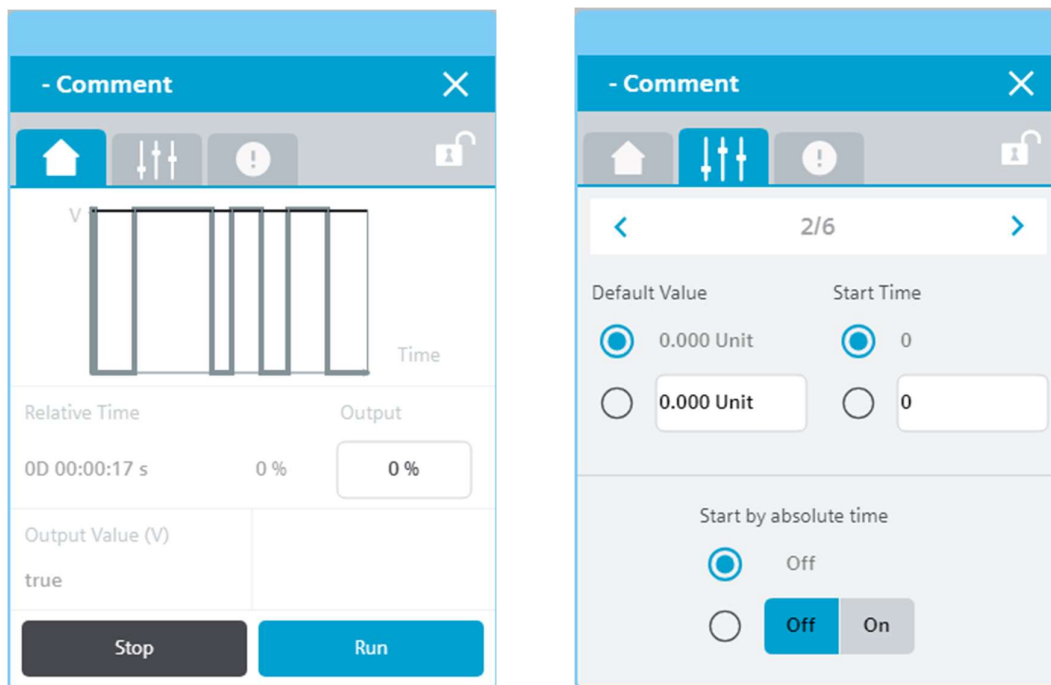 - Comment
V
Time
Relative Time Output
0D 00:00:17 s 0 % 0 %
Output Value (V)
true
Stop Run
- Comment
2/6
Default Value Start Time
0.000 Unit 0
0.000 Unit 0
Start by absolute time
Off
Off On